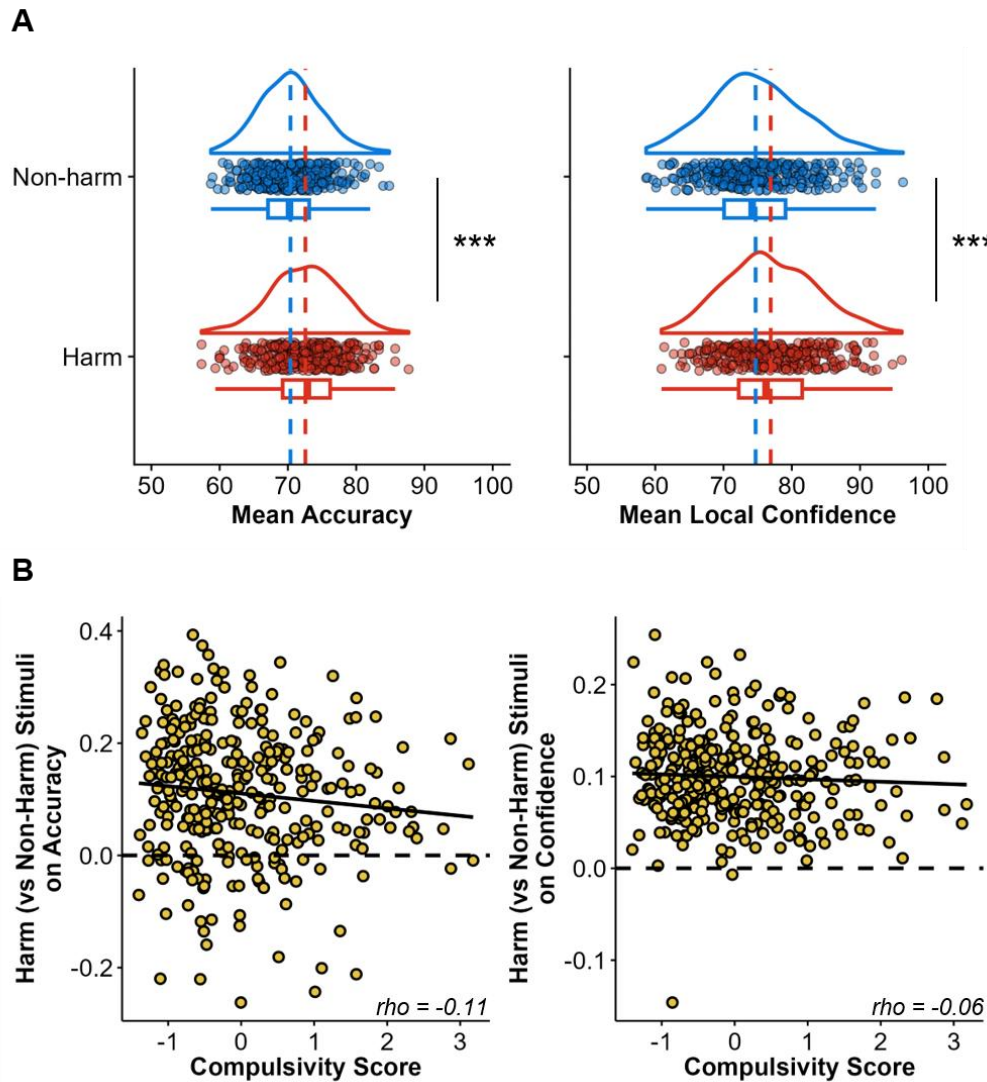 A
Non-harm
Harm
***
50 60 70 80 90 100
Mean Accuracy
***
50 60 70 80 90 100
Mean Local Confidence
B
Harm (vs Non-Harm) Stimuli
on Accuracy
0.4
0.2
0.0
-0.2
rho = -0.11
-1 0 1 2 3
Compulsivity Score
Harm (vs Non-Harm) Stimuli
on Confidence
0.2
0.1
0.0
-0.1
rho = -0.06
-1 0 1 2 3
Compulsivity Score